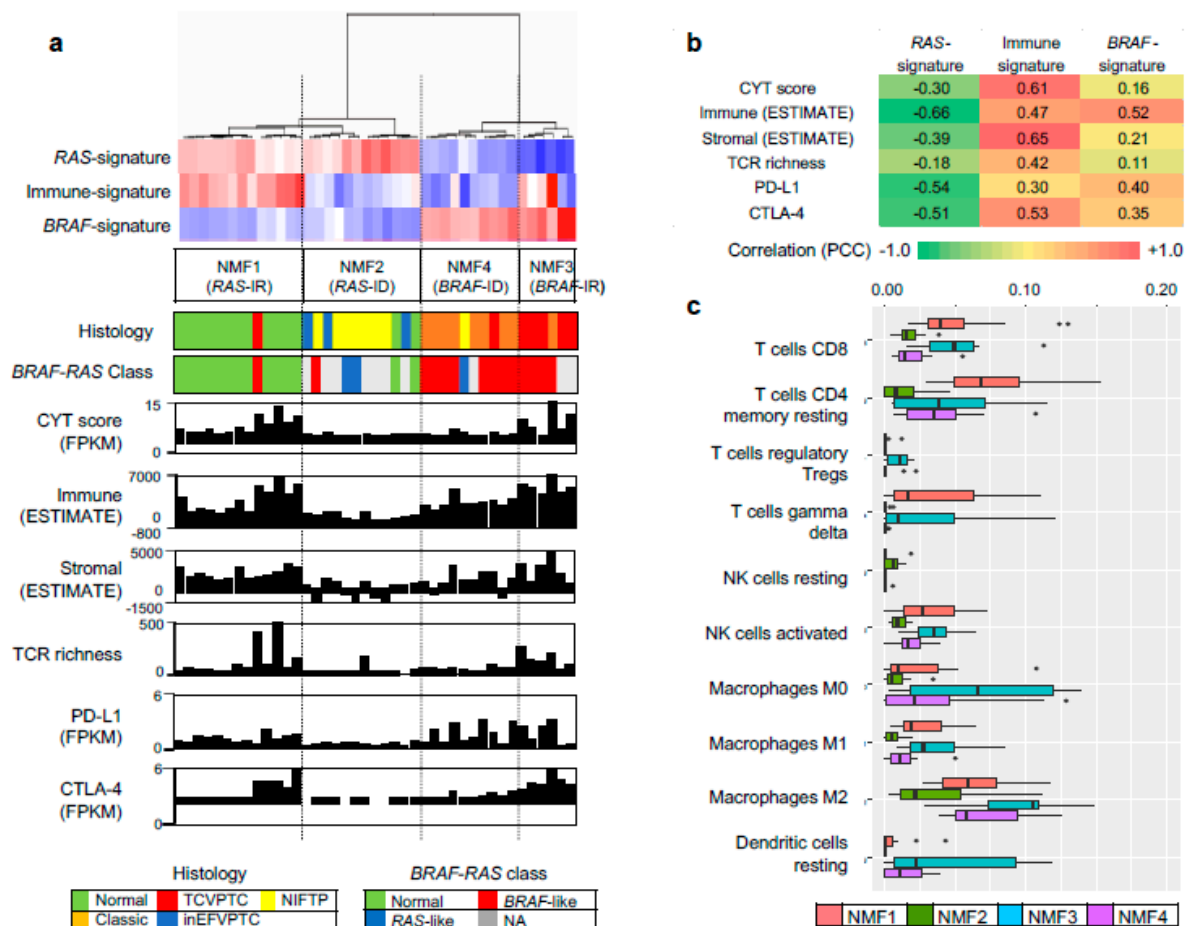 a
RAS-signature
Immune-signature
BRAF-signature
NMF1
(RAS-IR)
NMF2
(RAS-ID)
NMF4
(BRAF-ID)
NMF3
(BRAF-IR)
Histology
BRAF-RAS Class
CYT score
(FPKM)
15
0
Immune
(ESTIMATE)
7000
0
-800
Stromal
(ESTIMATE)
5000
0
-1500
TCR richness
500
0
PD-L1
(FPKM)
6
0
CTLA-4
(FPKM)
6
0
Histology
Normal TCVPTC NIFTP
Classic inEFVPTC
BRAF-RAS class
Normal BRAF-like
RAS-like NA
b
RAS-signature Immune signature BRAF-signature
CYT score -0.30 0.61 0.16
Immune (ESTIMATE) -0.66 0.47 0.52
Stromal (ESTIMATE) -0.39 0.65 0.21
TCR richness -0.18 0.42 0.11
PD-L1 -0.54 0.30 0.40
CTLA-4 -0.51 0.53 0.35
Correlation (PCC) -1.0 +1.0
c
0.00 0.10 0.20
T cells CD8
T cells CD4
memory resting
T cells regulatory
Tregs
T cells gamma
delta
NK cells resting
NK cells activated
Macrophages M0
Macrophages M1
Macrophages M2
Dendritic cells
resting
NMF1 NMF2 NMF3 NMF4